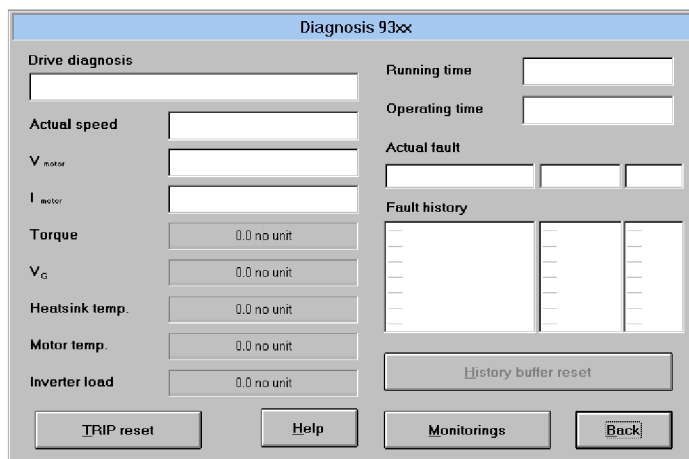 Diagnosis 93xx
Drive diagnosis
Actual speed
V motor
I motor
Torque 0.0 no unit
VG 0.0 no unit
Heatsink temp. 0.0 no unit
Motor temp. 0.0 no unit
Inverter load 0.0 no unit
Running time
Operating time
Actual fault
Fault history
History buffer reset
TRIP reset
Help
Monitorings
Back